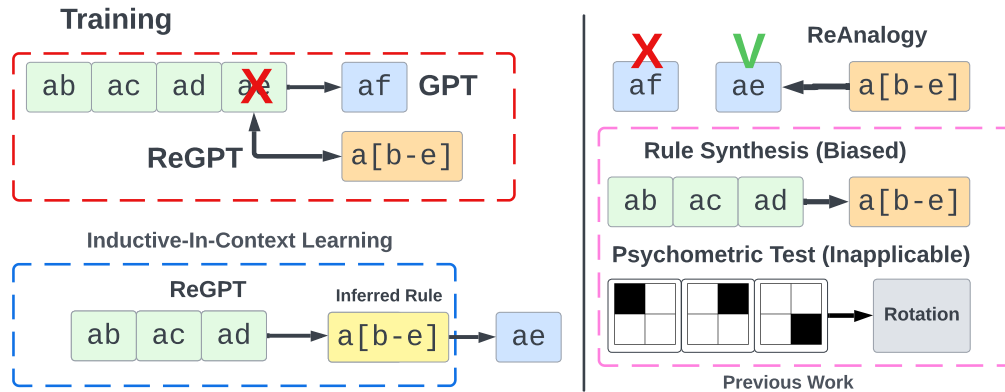 Training
ab ac ad ae X af GPT
ReGPT a[b-e]
Inductive-In-Context Learning
ReGPT Inferred Rule
ab ac ad a[b-e] ae
X V ReAnalogy
af ae a[b-e]
Rule Synthesis (Biased)
ab ac ad a[b-e]
Psychometric Test (Inapplicable)
Rotation
Previous Work